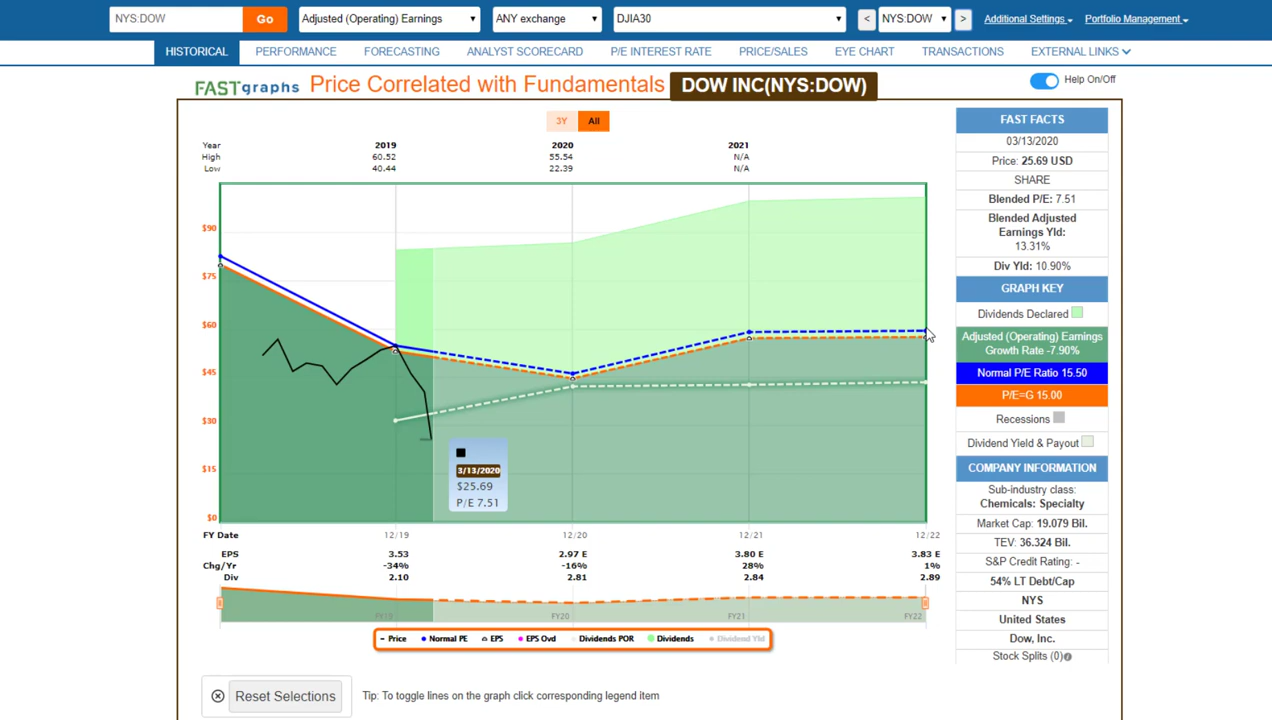 NYS:DOW Go Adjusted (Operating) Earnings ANY exchange DJIA30 < NYS:DOW > Additional Settings Portfolio Management
HISTORICAL PERFORMANCE FORECASTING ANALYST SCORECARD P/E INTEREST RATE PRICE/SALES EYE CHART TRANSACTIONS EXTERNAL LINKS
FASTgraphs Price Correlated with Fundamentals DOW INC(NYS:DOW) Help On/Off
3Y All
Year 2019 2020 2021
High 60.52 55.54 N/A
Low 40.44 22.39 N/A
$90
$75
$60
$45
$30
$15
$0
3/13/2020
$25.69
P/E 7.51
FY Date 12/19 12/20 12/21 12/22
EPS 3.53 2.97 E 3.80 E 3.83 E
Chg/Yr -34% -16% 28% 1%
Div 2.10 2.81 2.84 2.89
FY19 FY20 FY21 FY22
Price Normal PE EPS EPS Ovd Dividends POR Dividends Dividend Yld
Reset Selections Tip: To toggle lines on the graph click corresponding legend item
FAST FACTS
03/13/2020
Price: 25.69 USD
SHARE
Blended P/E: 7.51
Blended Adjusted
Earnings Yld:
13.31%
Div Yld: 10.90%
GRAPH KEY
Dividends Declared
Adjusted (Operating) Earnings
Growth Rate -7.90%
Normal P/E Ratio 15.50
P/E=G 15.00
Recessions
Dividend Yield & Payout
COMPANY INFORMATION
Sub-industry class:
Chemicals: Specialty
Market Cap: 19.079 Bil.
TEV: 36.324 Bil.
S&P Credit Rating: -
54% LT Debt/Cap
NYS
United States
Dow, Inc.
Stock Splits (0)